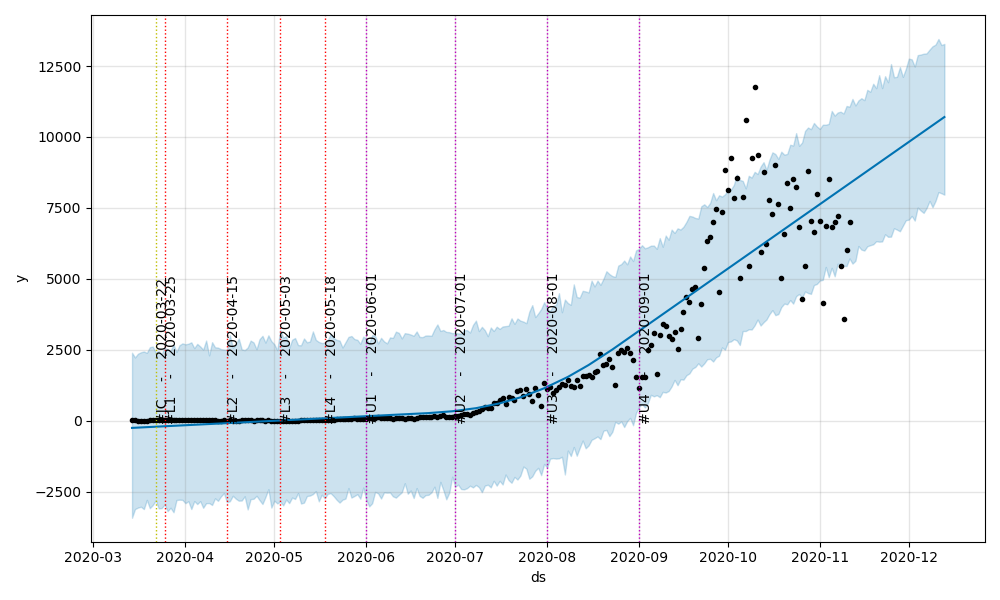 12500
10000
7500
5000
2500
0
−2500
y
#JC - 2020-03-22
#L1 - 2020-03-25
#L2 - 2020-04-15
#L3 - 2020-05-03
#L4 - 2020-05-18
#U1 - 2020-06-01
#U2 - 2020-07-01
#U3 - 2020-08-01
#U4 - 2020-09-01
2020-03 2020-04 2020-05 2020-06 2020-07 2020-08 2020-09 2020-10 2020-11 2020-12
ds